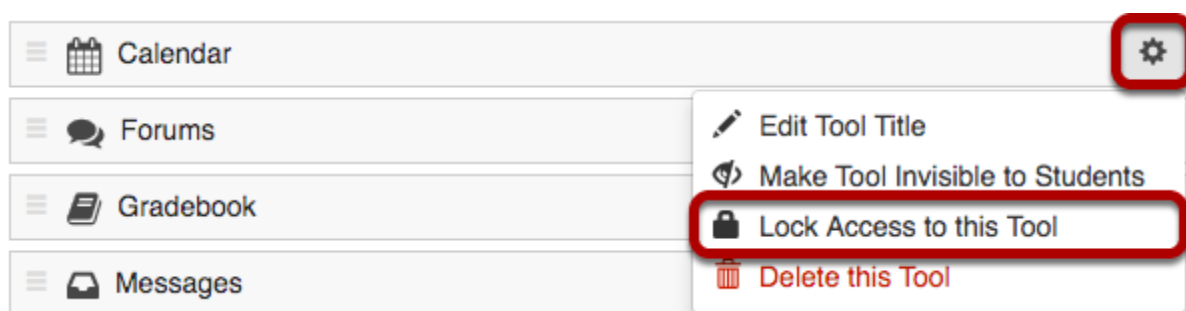 Calendar
Forums
Edit Tool Title
Make Tool Invisible to Students
Gradebook
Lock Access to this Tool
Messages
Delete this Tool